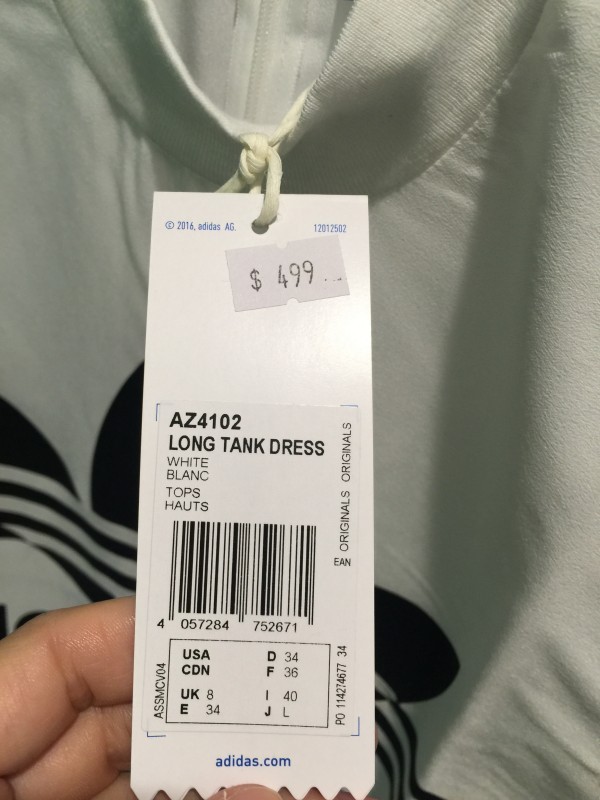 © 2016, adidas AG. 12012502
$ 499
AZ4102
LONG TANK DRESS
WHITE
BLANC
TOPS
HAUTS
EAN ORIGINALS ORIGINALS
4 057284 752671
ASSMCV04
USA D 34
CDN F 36
UK 8 I 40
E 34 J L
PO 114274677 34
adidas.com